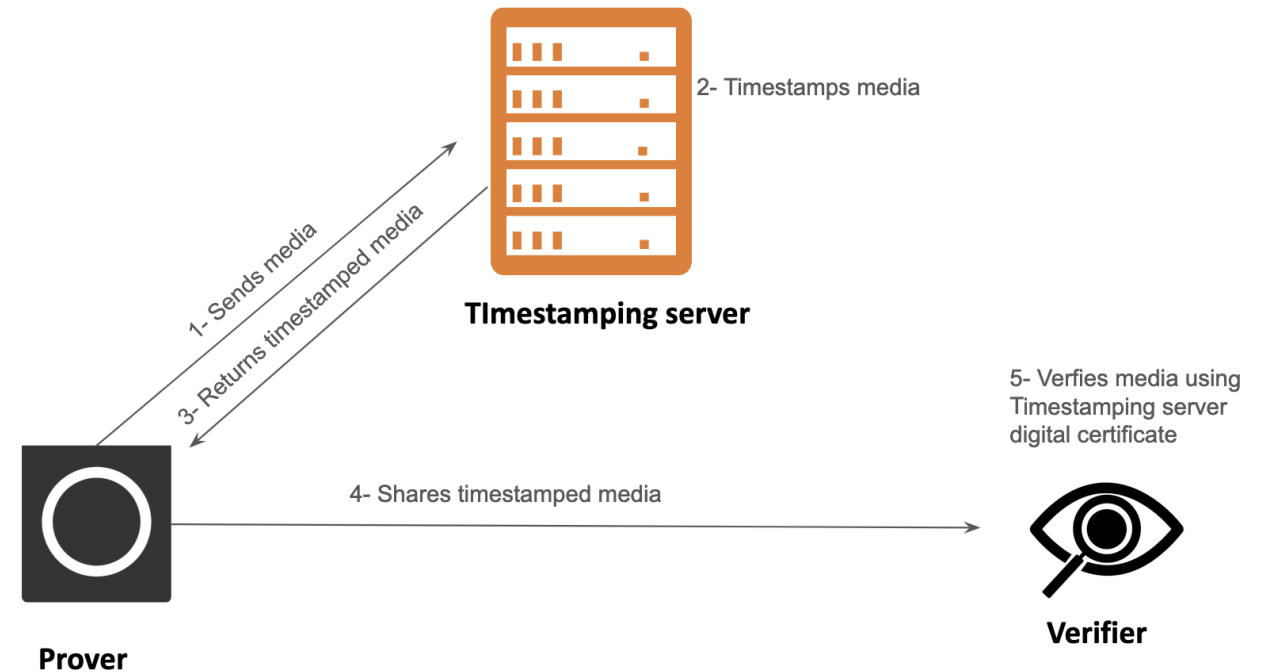 2- Timestamps media
1- Sends media
3- Returns timestamped media
TImestamping server
5- Verfies media using
Timestamping server
digital certificate
4- Shares timestamped media
Verifier
Prover